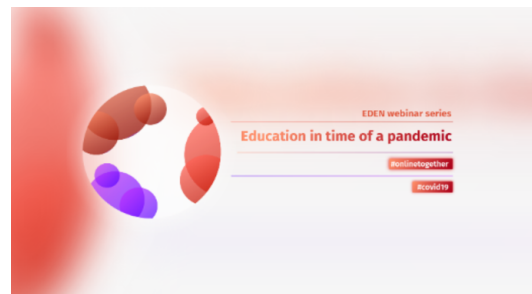 EDEN webinar series
Education in time of a pandemic
#onlinetogether
#covid19